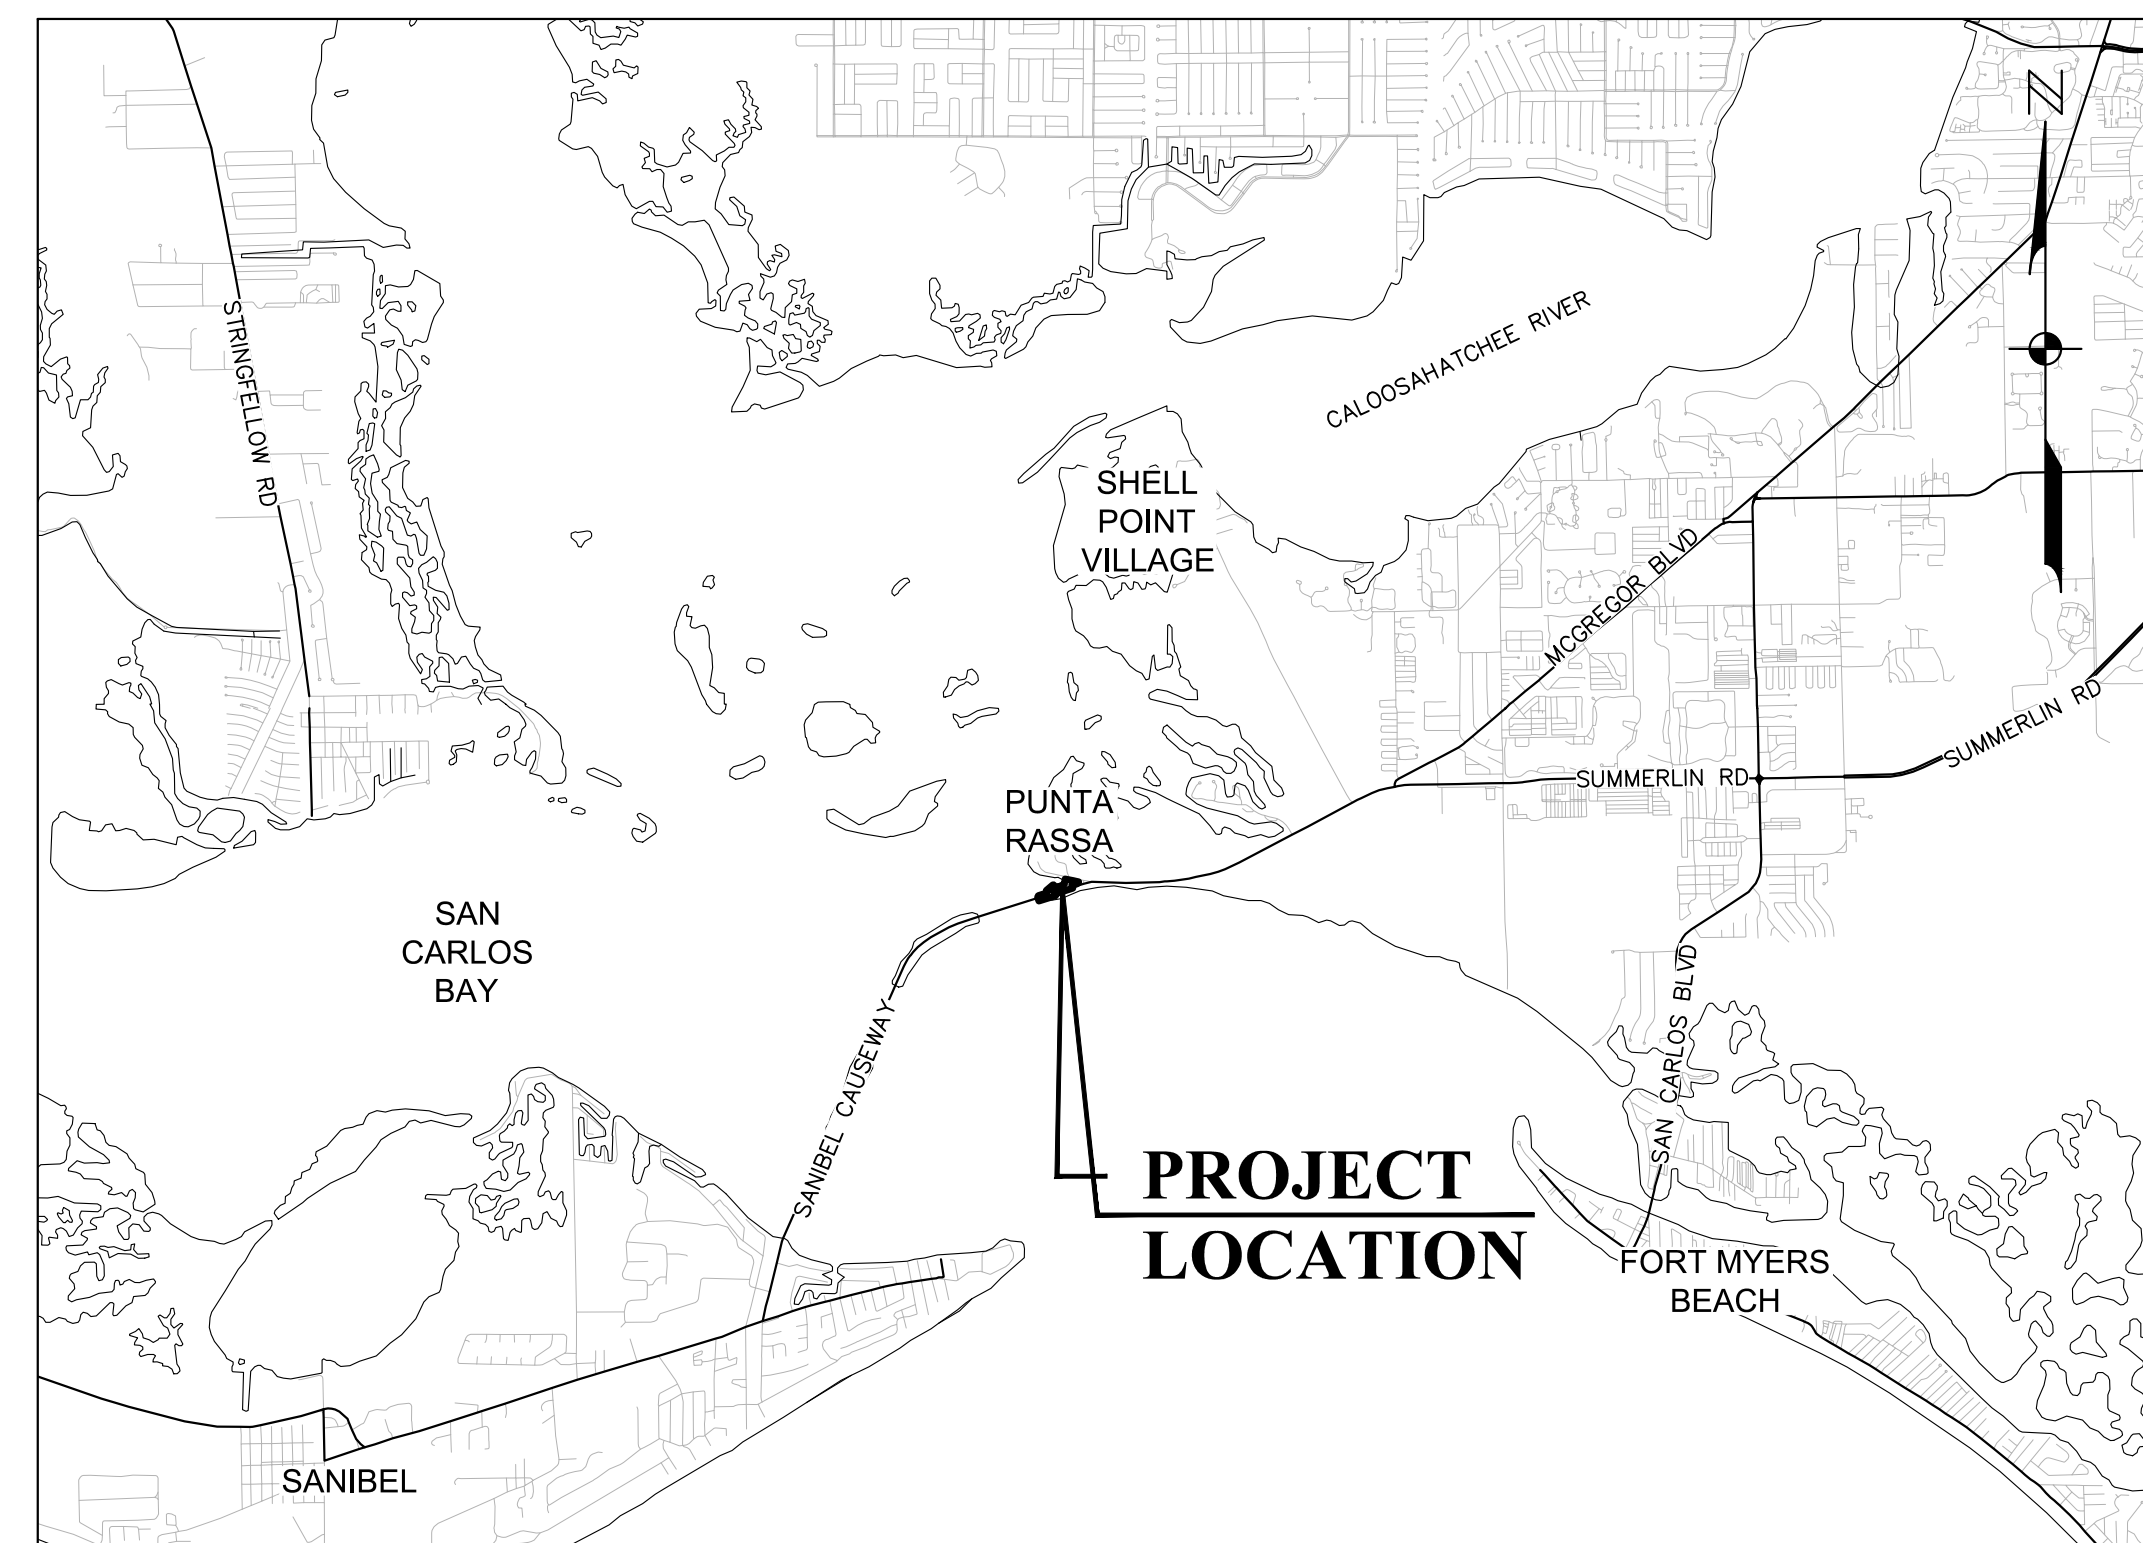 N
STRINGFELLOW RD
CALOOSAHATCHEE RIVER
SHELL
POINT
VILLAGE
MCGREGOR BLVD
SUMMERLIN RD
SUMMERLIN RD
PUNTA
RASSA
SAN
CARLOS
BAY
SAN CARLOS BLVD
SANIBEL CAUSEWAY
PROJECT
LOCATION
FORT MYERS
BEACH
SANIBEL